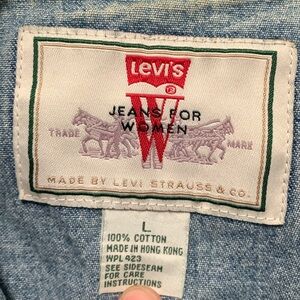 LEVI'S
®
JEANS FOR
W
WOMEN
TRADE MARK
MADE BY LEVI STRAUSS & CO.
L
100% COTTON
MADE IN HONG KONG
WPL 423
SEE SIDESEAM
FOR CARE
INSTRUCTIONS